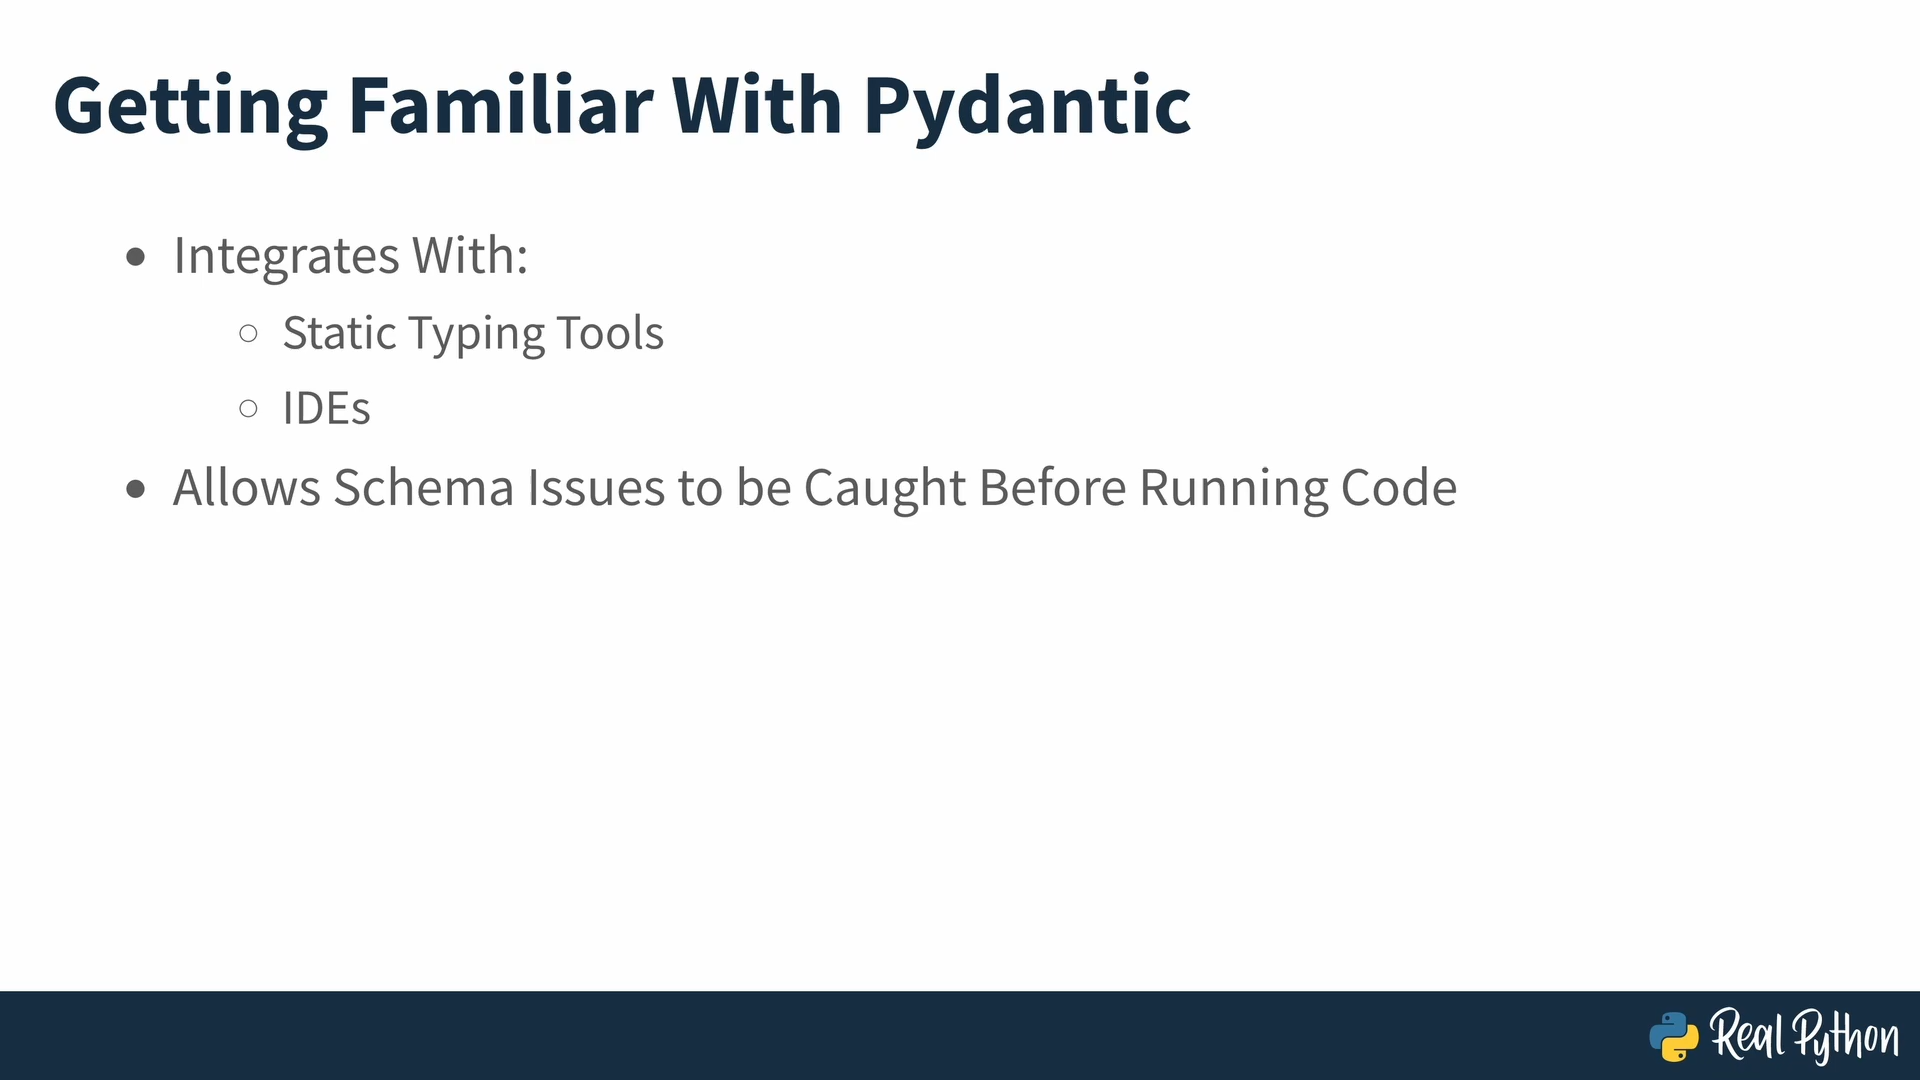 Getting Familiar With Pydantic
• Integrates With:
○ Static Typing Tools
○ IDEs
• Allows Schema Issues to be Caught Before Running Code
Real Python